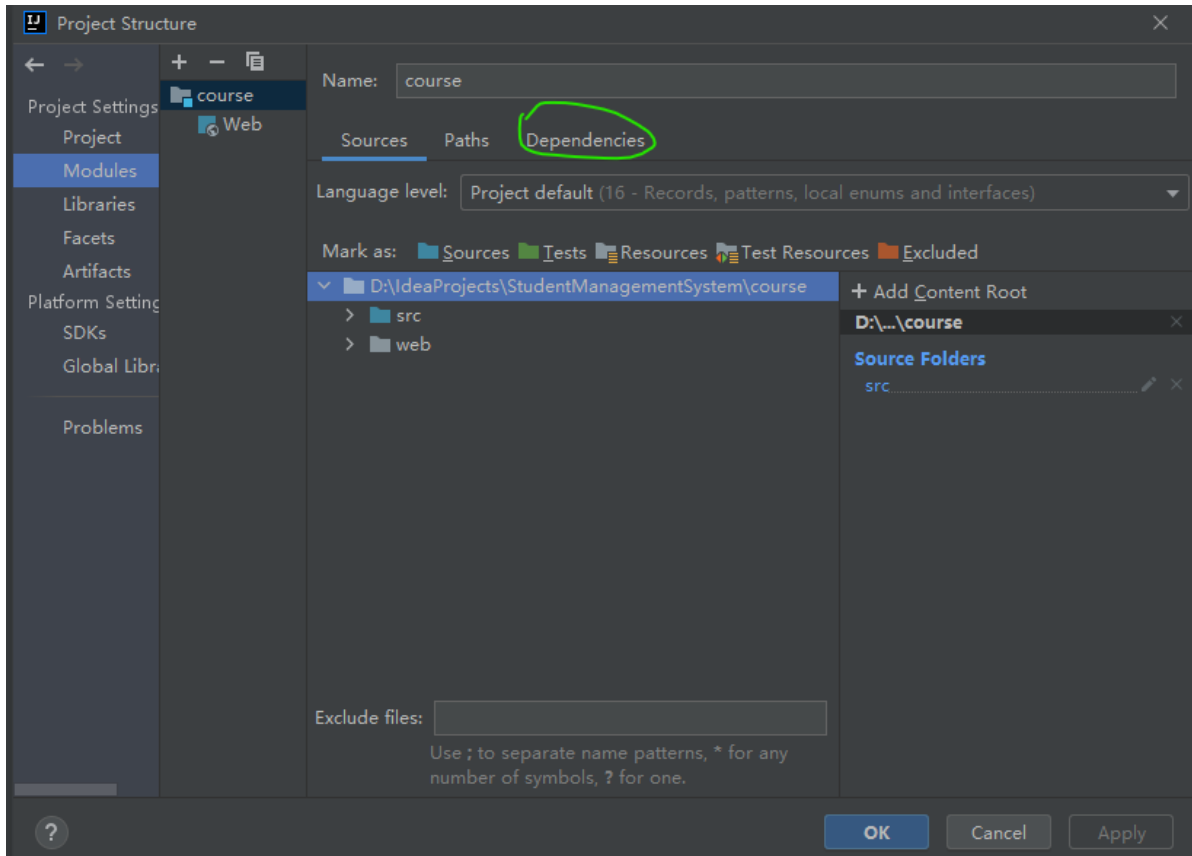 Project Structure
Project Settings
Project
Modules
Libraries
Facets
Artifacts
Platform Setting
SDKs
Global Libr
Problems
course
Web
Name: course
Sources Paths Dependencies
Language level: Project default (16 - Records, patterns, local enums and interfaces)
Mark as: Sources Tests Resources Test Resources Excluded
D:\IdeaProjects\StudentManagementSystem\course
src
web
+ Add Content Root
D:\...\course
Source Folders
src
Exclude files:
Use ; to separate name patterns, * for any
number of symbols, ? for one.
?
OK Cancel Apply